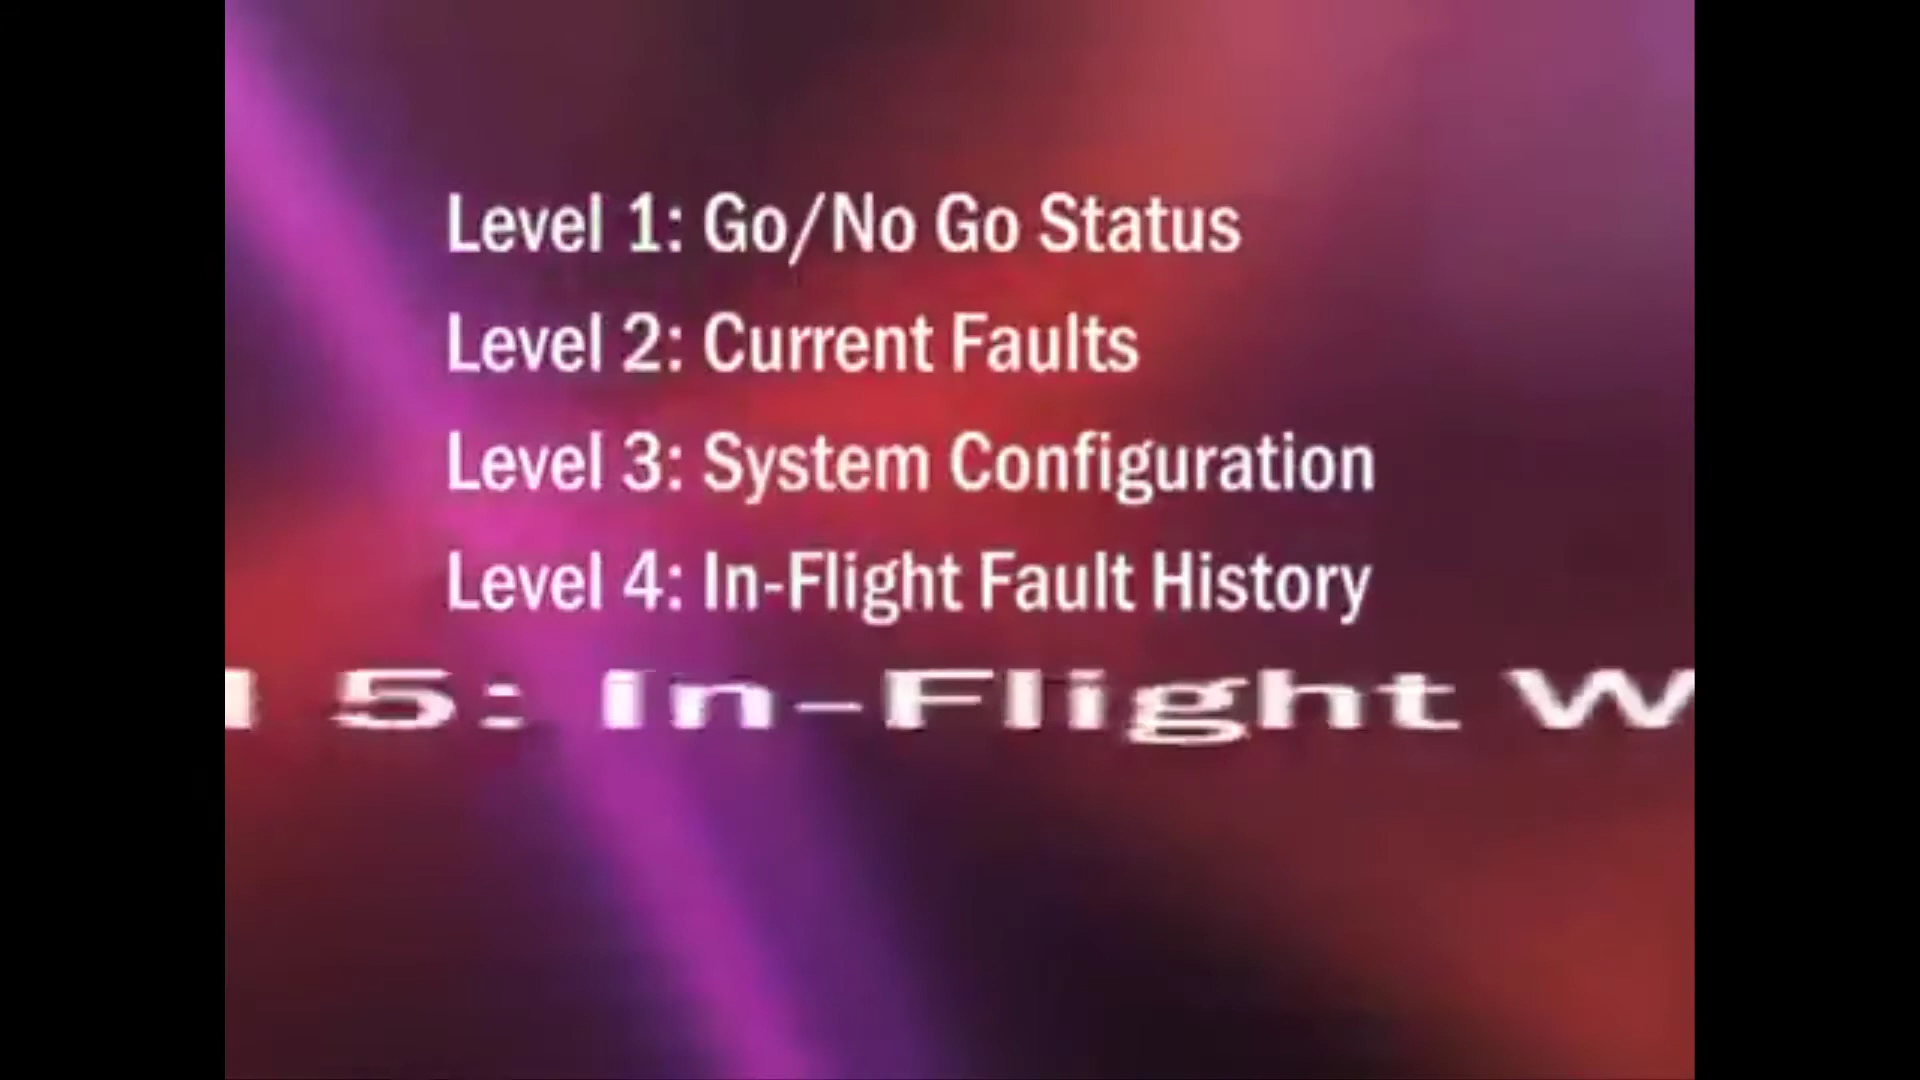 Level 1: Go/No Go Status
Level 2: Current Faults
Level 3: System Configuration
Level 4: In-Flight Fault History
l 5: In-Flight W